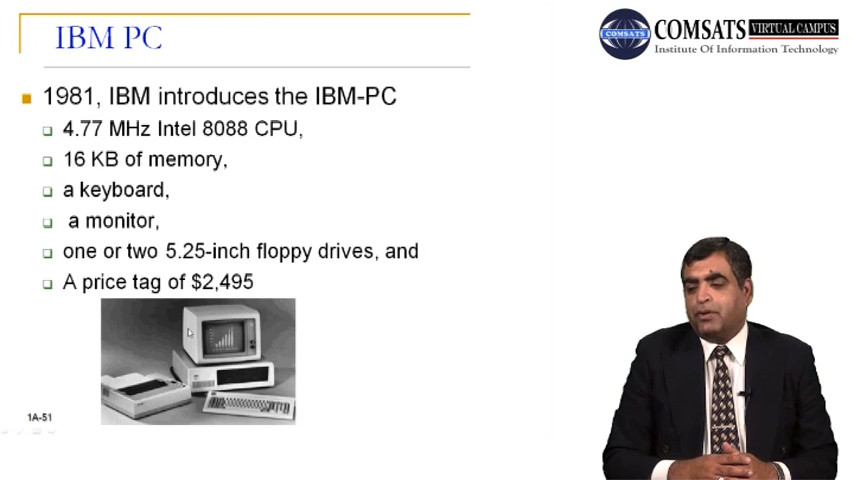 IBM PC
COMSATS
COMSATS VIRTUAL CAMPUS
Institute Of Information Technology
1981, IBM introduces the IBM-PC
4.77 MHz Intel 8088 CPU,
16 KB of memory,
a keyboard,
a monitor,
one or two 5.25-inch floppy drives, and
A price tag of $2,495
1A-51